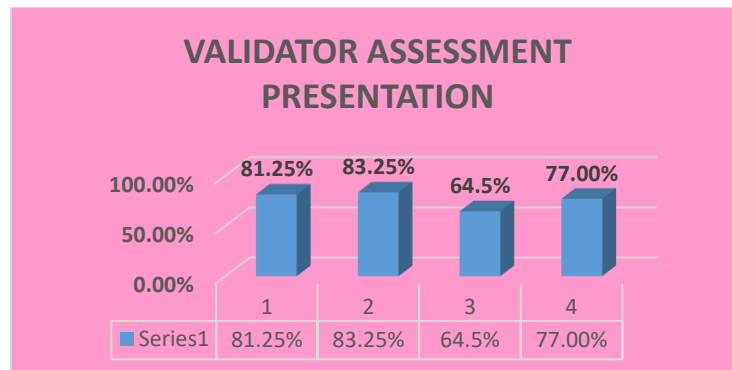 VALIDATOR ASSESSMENT
PRESENTATION
81.25% 83.25% 64.5% 77.00%
100.00%
50.00%
0.00%
1 2 3 4
Series1 81.25% 83.25% 64.5% 77.00%